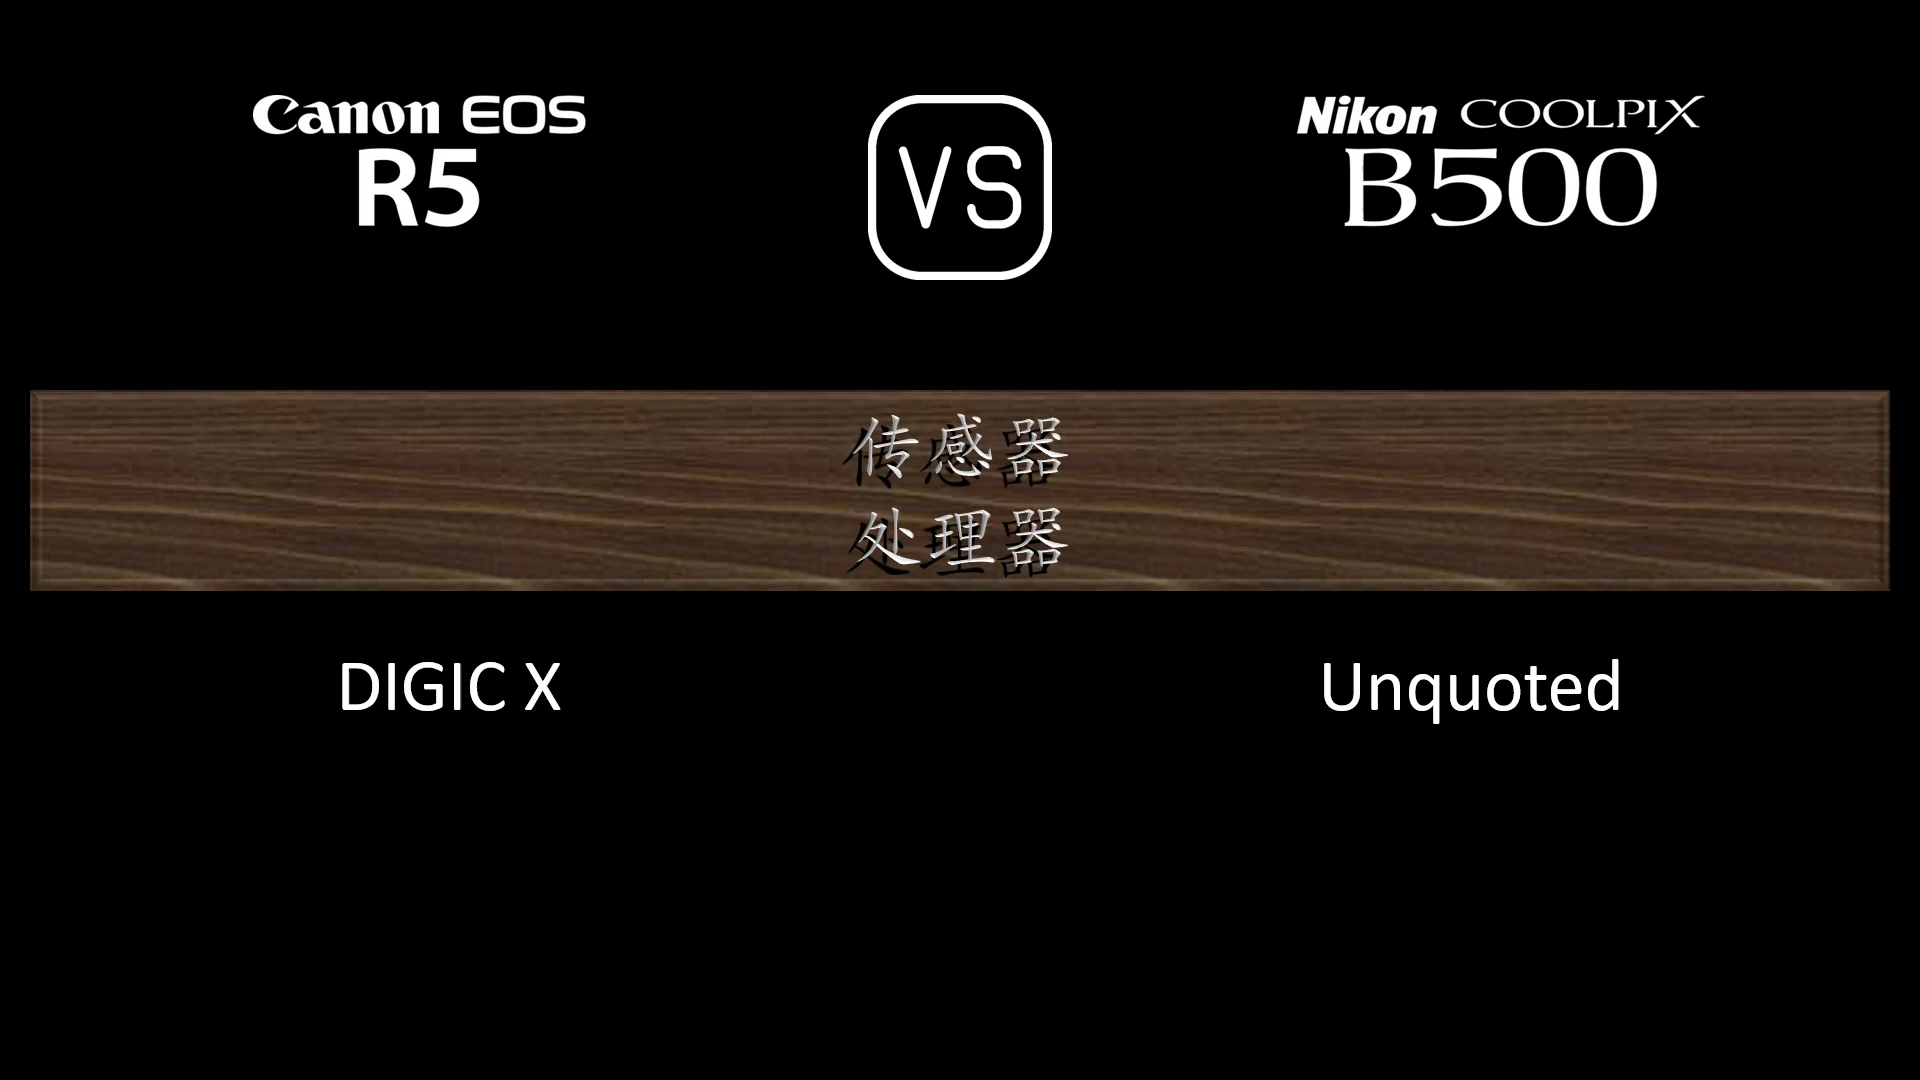 Canon EOS
R5
VS
Nikon COOLPIX
B500
传感器
处理器
DIGIC X
Unquoted